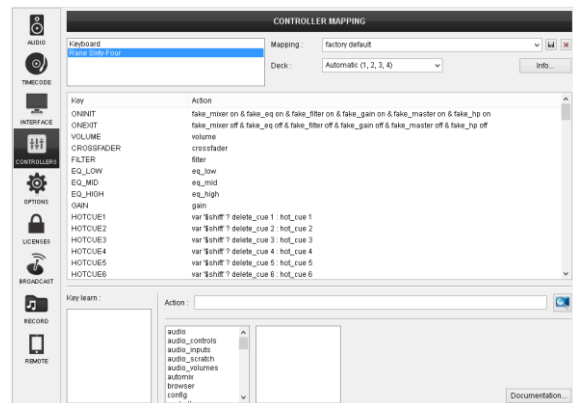 CONTROLLER MAPPING
AUDIO
TIMECODE
INTERFACE
CONTROLLERS
OPTIONS
LICENSES
BROADCAST
RECORD
REMOTE
Keyboard
Rane Sixty-Four
Mapping : factory default
Deck : Automatic (1, 2, 3, 4) Info...
Key Action
ONINIT fake_mixer on & fake_eq on & fake_filter on & fake_gain on & fake_master on & fake_hp on
ONEXIT fake_mixer off & fake_eq off & fake_filter off & fake_gain off & fake_master off & fake_hp off
VOLUME volume
CROSSFADER crossfader
FILTER filter
EQ_LOW eq_low
EQ_MID eq_mid
EQ_HIGH eq_high
GAIN gain
HOTCUE1 var '$shift' ? delete_cue 1 : hot_cue 1
HOTCUE2 var '$shift' ? delete_cue 2 : hot_cue 2
HOTCUE3 var '$shift' ? delete_cue 3 : hot_cue 3
HOTCUE4 var '$shift' ? delete_cue 4 : hot_cue 4
HOTCUE5 var '$shift' ? delete_cue 5 : hot_cue 5
HOTCUE6 var '$shift' ? delete_cue 6 : hot_cue 6
Key learn :
Action :
audio
audio_controls
audio_inputs
audio_scratch
audio_volumes
automix
browser
config
Documentation...